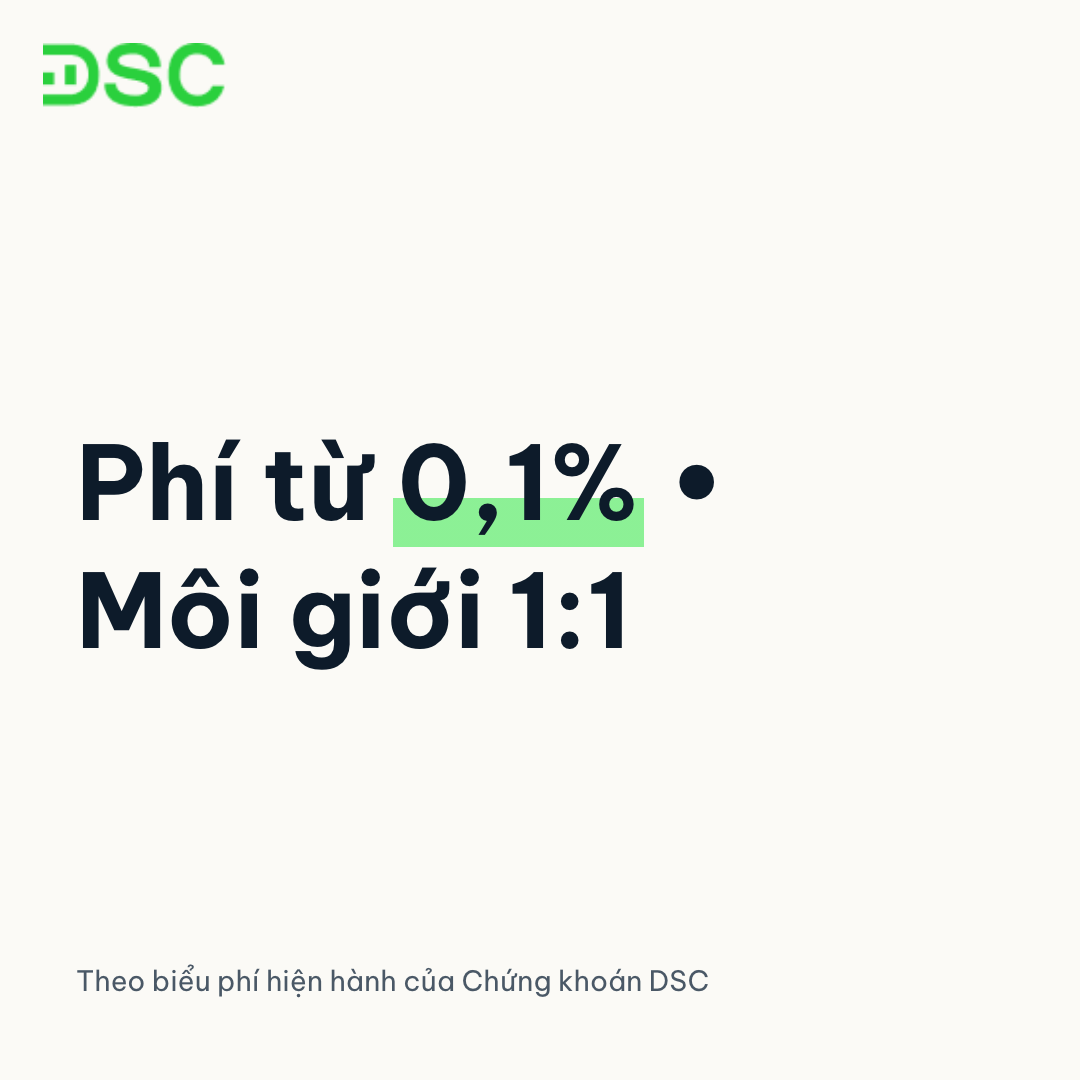 DSC
Phí từ 0,1% •
Môi giới 1:1
Theo biểu phí hiện hành của Chứng khoán DSC